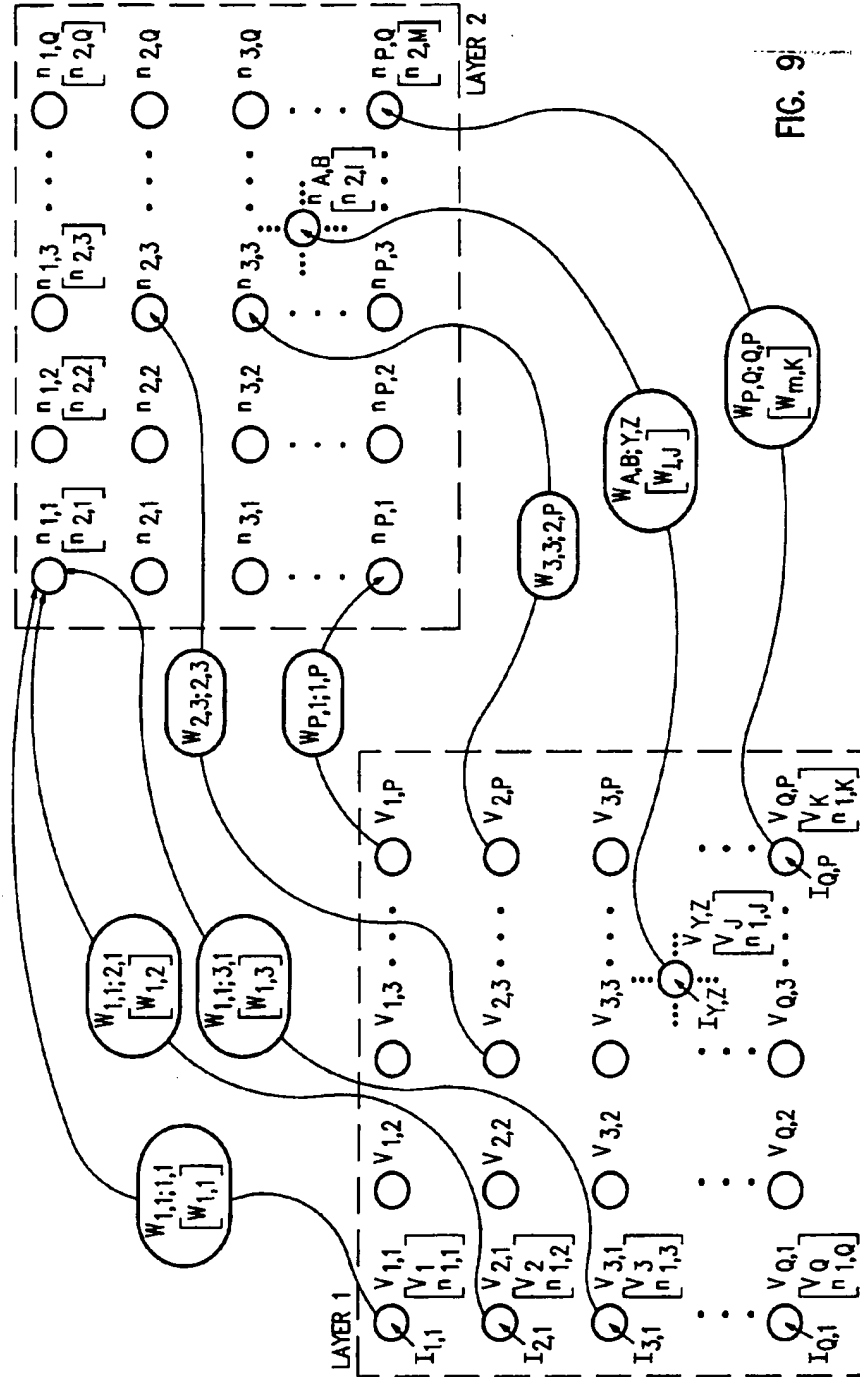 LAYER 1
V1,1
[V1
n1,1]
I1,1
V1,2
V1,3
V1,P
V2,1
[V2
n1,2]
I2,1
V2,2
V2,3
V2,P
V3,1
[V3
n1,3]
I3,1
V3,2
V3,3
V3,P
VY,Z
[VJ
n1,J]
IY,Z
VQ,1
[VQ
n1,Q]
IQ,1
VQ,2
VQ,3
VQ,P
[VK
n1,K]
IQ,P
W1,1;1,1
[W1,1]
W1,1;2,1
[W1,2]
W1,1;3,1
[W1,3]
W2,3;2,3
WP,1;1,P
W3,3;2,P
WA,B;Y,Z
[W1,J]
WP,Q;Q,P
[Wm,K]
n1,1
[n2,1]
n1,2
[n2,2]
n1,3
[n2,3]
n1,Q
[n2,Q]
n2,1
n2,2
n2,3
n2,Q
n3,1
n3,2
n3,3
n3,Q
nA,B
[n2,I]
nP,1
nP,2
nP,3
nP,Q
[n2,M]
LAYER 2
FIG. 9